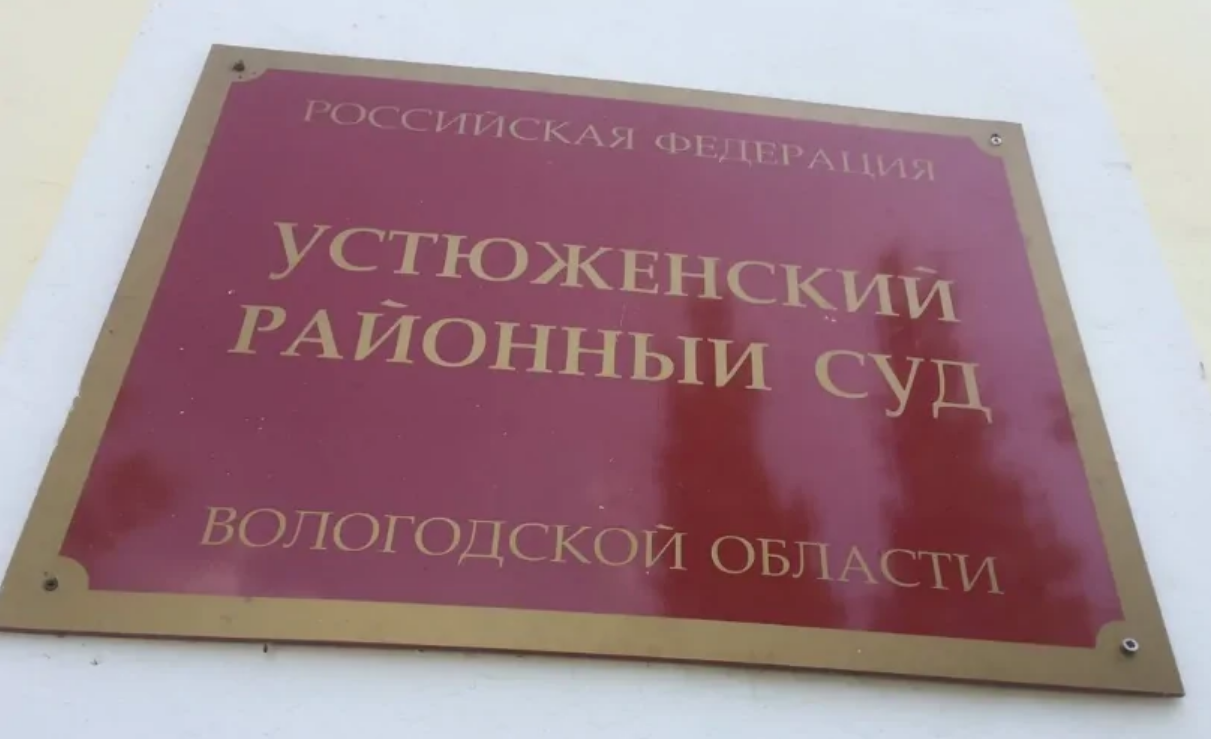 РОССИЙСКАЯ ФЕДЕРАЦИЯ
УСТЮЖЕНСКИЙ
РАЙОННЫЙ СУД
ВОЛОГОДСКОЙ ОБЛАСТИ